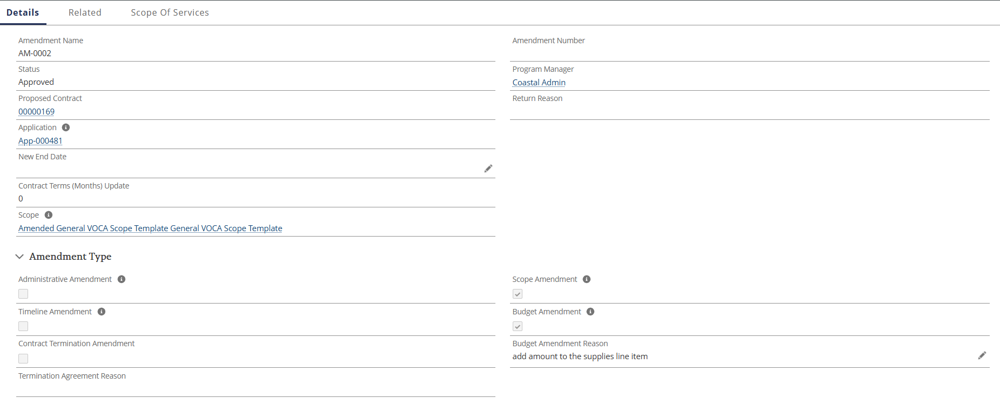 Details Related Scope Of Services
Amendment Name
AM-0002
Amendment Number
Status
Approved
Program Manager
Coastal Admin
Proposed Contract
00000169
Return Reason
Application
App-000481
New End Date
Contract Terms (Months) Update
0
Scope
Amended General VOCA Scope Template General VOCA Scope Template
Amendment Type
Administrative Amendment
Scope Amendment
Timeline Amendment
Budget Amendment
Contract Termination Amendment
Budget Amendment Reason
add amount to the supplies line item
Termination Agreement Reason